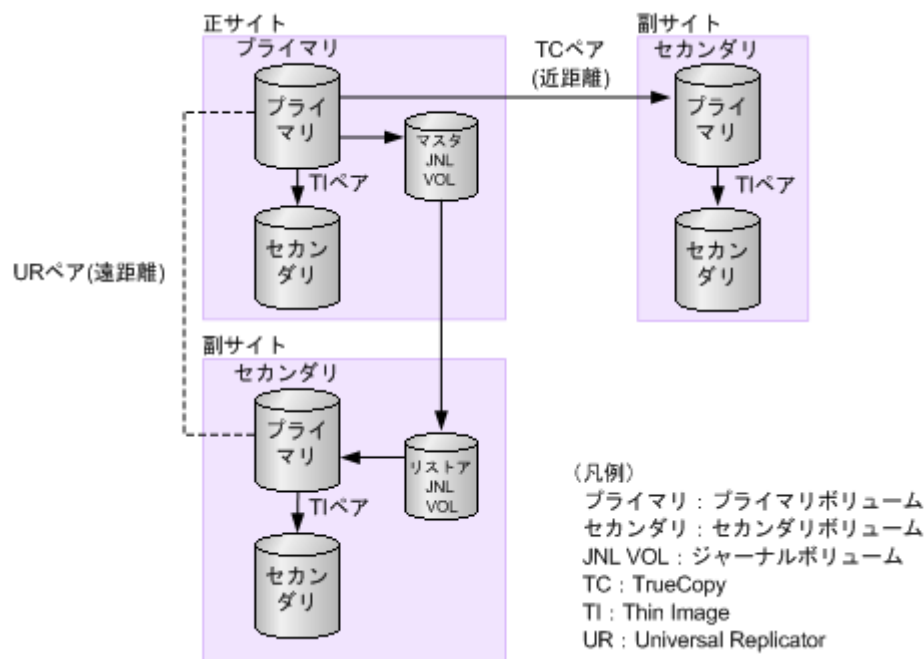 正サイト
プライマリ
プライ
マリ
マスタ
JNL
VOL
TIペア
セカン
ダリ
TCペア
(近距離)
副サイト
セカンダリ
プライ
マリ
TIペア
セカン
ダリ
URペア(遠距離)
副サイト
セカンダリ
プライ
マリ
リストア
JNL
VOL
TIペア
セカン
ダリ
（凡例）
プライマリ：プライマリボリューム
セカンダリ：セカンダリボリューム
JNL VOL：ジャーナルボリューム
TC：TrueCopy
TI：Thin Image
UR：Universal Replicator